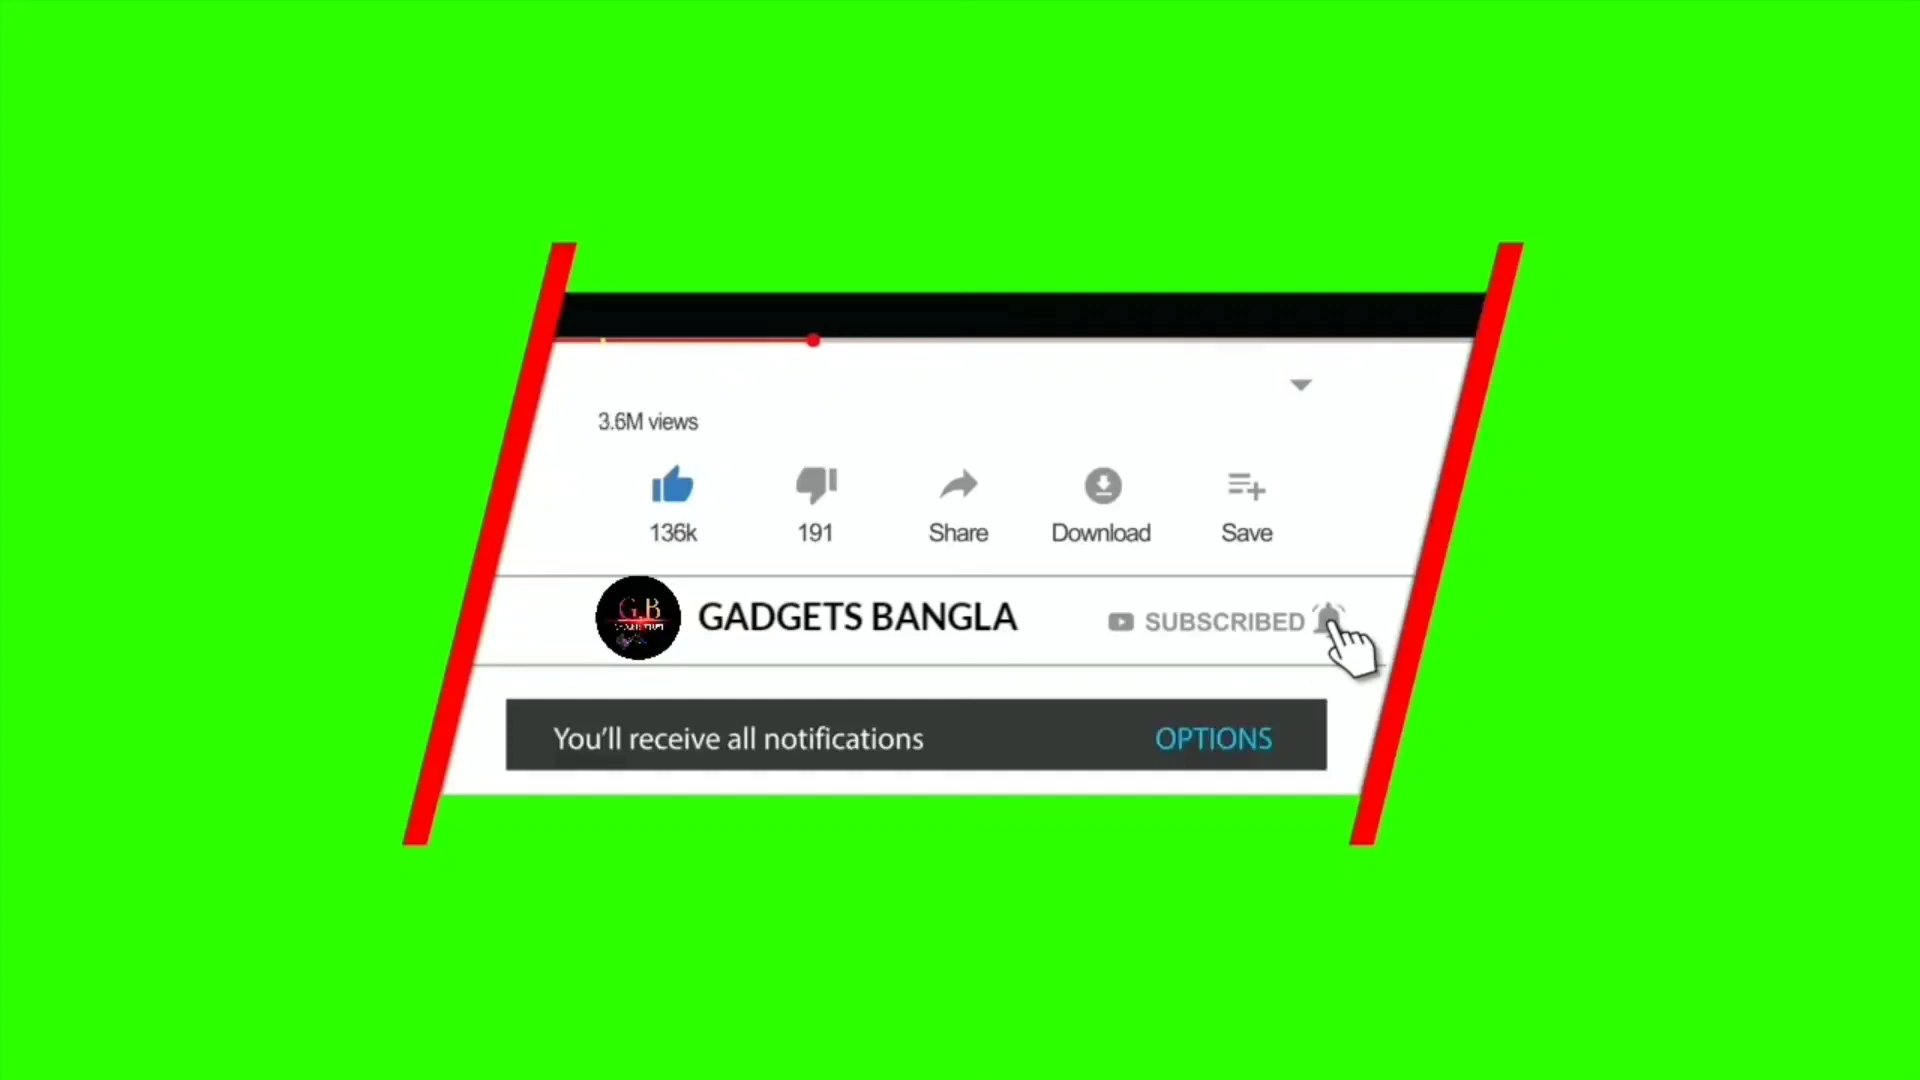 3.6M views
136k 191 Share Download Save
G.B
GADGETS BANGLA SUBSCRIBED
You'll receive all notifications OPTIONS